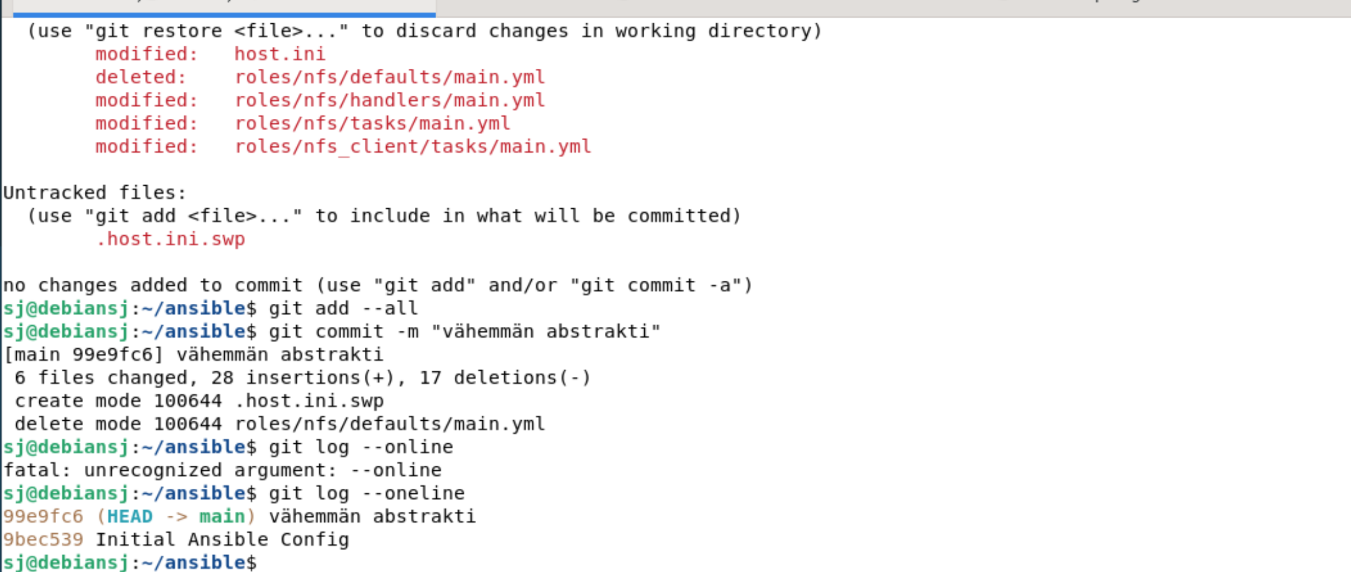 (use "git restore <file>..." to discard changes in working directory)
modified:   host.ini
deleted:    roles/nfs/defaults/main.yml
modified:   roles/nfs/handlers/main.yml
modified:   roles/nfs/tasks/main.yml
modified:   roles/nfs_client/tasks/main.yml
Untracked files:
(use "git add <file>..." to include in what will be committed)
.host.ini.swp
no changes added to commit (use "git add" and/or "git commit -a")
sj@debiansj:~/ansible$ git add --all
sj@debiansj:~/ansible$ git commit -m "vähemmän abstrakti"
[main 99e9fc6] vähemmän abstrakti
6 files changed, 28 insertions(+), 17 deletions(-)
create mode 100644 .host.ini.swp
delete mode 100644 roles/nfs/defaults/main.yml
sj@debiansj:~/ansible$ git log --online
fatal: unrecognized argument: --online
sj@debiansj:~/ansible$ git log --oneline
99e9fc6 (HEAD -> main) vähemmän abstrakti
9bec539 Initial Ansible Config
sj@debiansj:~/ansible$